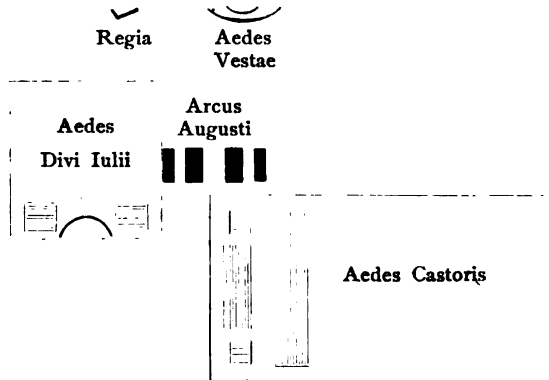 Regia
Aedes
Vestae
Arcus
Augusti
Aedes
Divi Iulii
Aedes Castoris